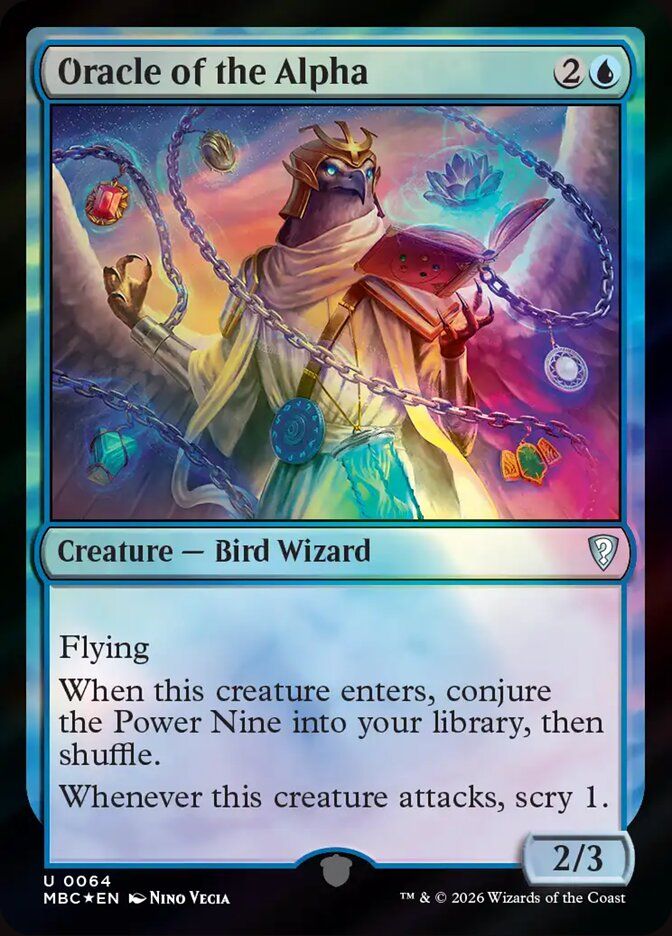 Oracle of the Alpha 2
Creature — Bird Wizard
Flying
When this creature enters, conjure
the Power Nine into your library, then
shuffle.
Whenever this creature attacks, scry 1.
2/3
U 0064
MBC★EN Nino Vecia
™ & © 2026 Wizards of the Coast